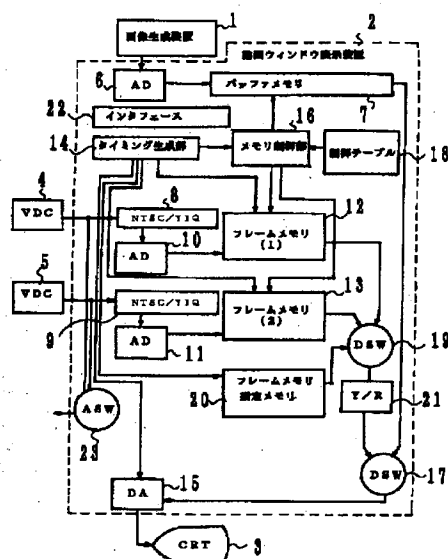 1
2
画像生成装置
動画ウィンドウ表示装置
6
AD
バッファメモリ
7
22
インタフェース
16
14
タイミング生成部
メモリ制御部
制御テーブル
18
4
VDC
8
NTSC/YIQ
12
フレームメモリ
(1)
10
AD
5
VDC
13
NTSC/YIQ
フレームメモリ
(2)
9
AD
11
DSW
19
フレームメモリ
指定メモリ
20
Y/R
21
ASW
23
DSW
17
DA
15
CRT
3